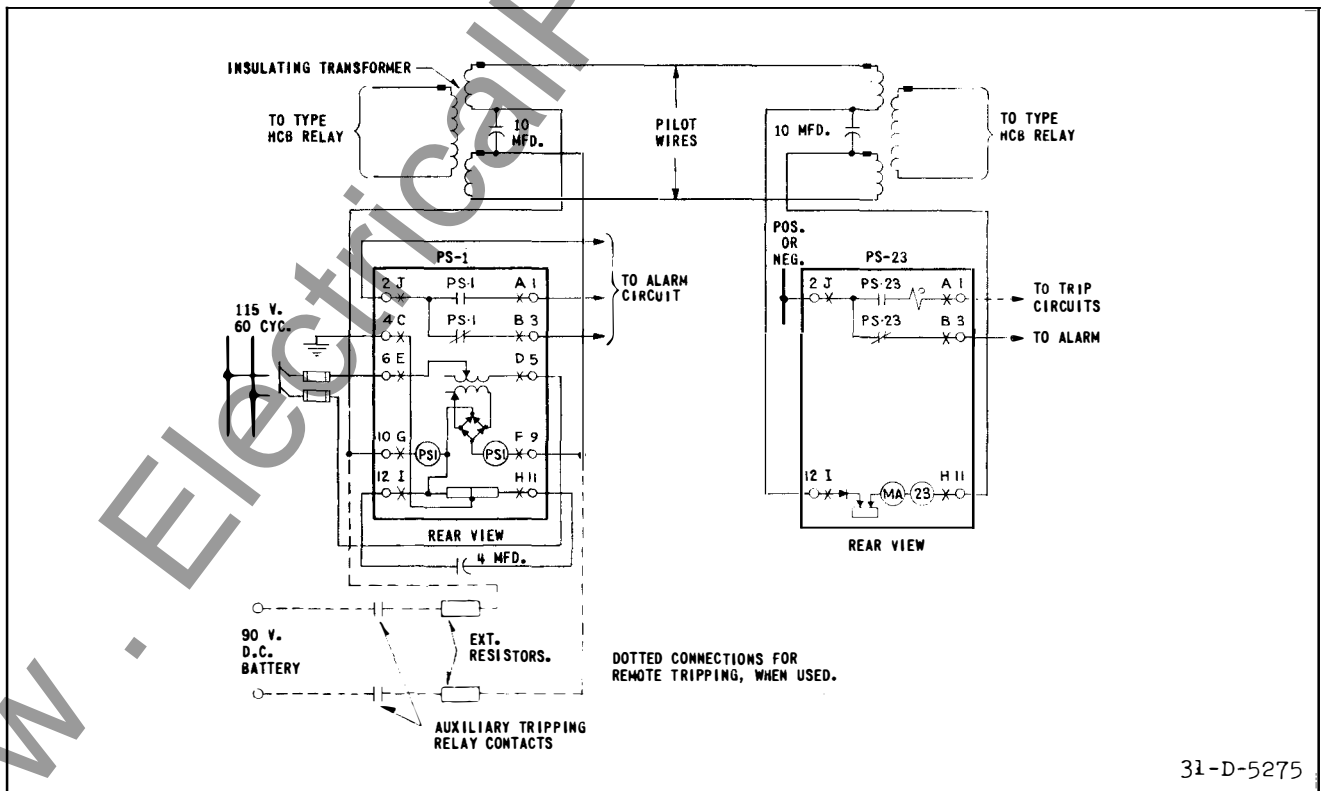 INSULATING TRANSFORMER
TO TYPE
HCB RELAY
10
MFD.
PILOT
WIRES
10 MFD.
TO TYPE
HCB RELAY
PS-1
2 J
PS-1
A 1
4 C
PS-1
B 3
6 E
D 5
10 G
PS1
PS1
F 9
12 I
H 11
REAR VIEW
4 MFD.
TO ALARM
CIRCUIT
115 V.
60 CYC.
POS.
OR
NEG.
PS-23
2 J
PS-23
A 1
PS-23
B 3
12 I
MA
23
H 11
REAR VIEW
TO TRIP
CIRCUITS
TO ALARM
90 V.
D.C.
BATTERY
EXT.
RESISTORS.
AUXILIARY TRIPPING
RELAY CONTACTS
DOTTED CONNECTIONS FOR
REMOTE TRIPPING, WHEN USED.
31-D-5275
w . Electrical